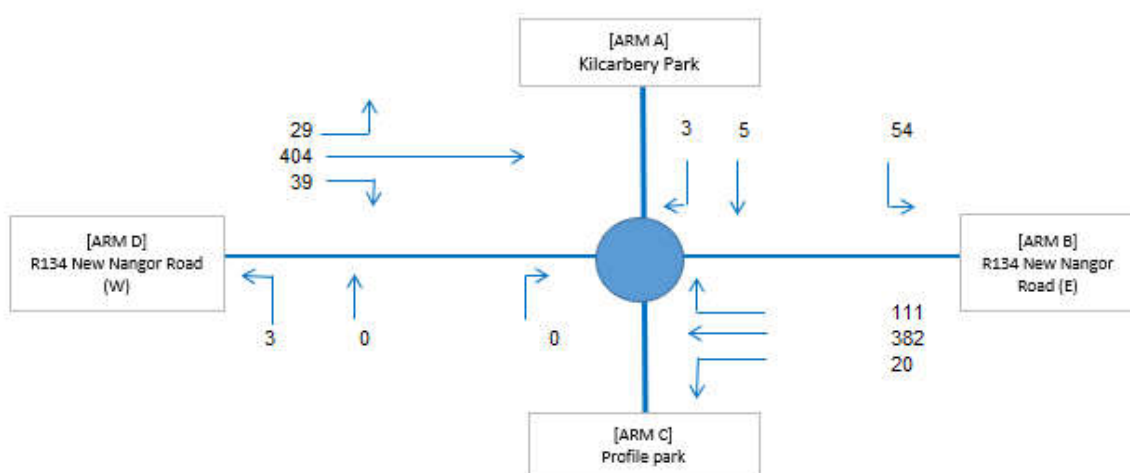 [ARM A]
Kilcarbery Park
29
404
39
3 5 54
[ARM D]
R134 New Nangor Road
(W)
[ARM B]
R134 New Nangor
Road (E)
3 0 0
111
382
20
[ARM C]
Profile park